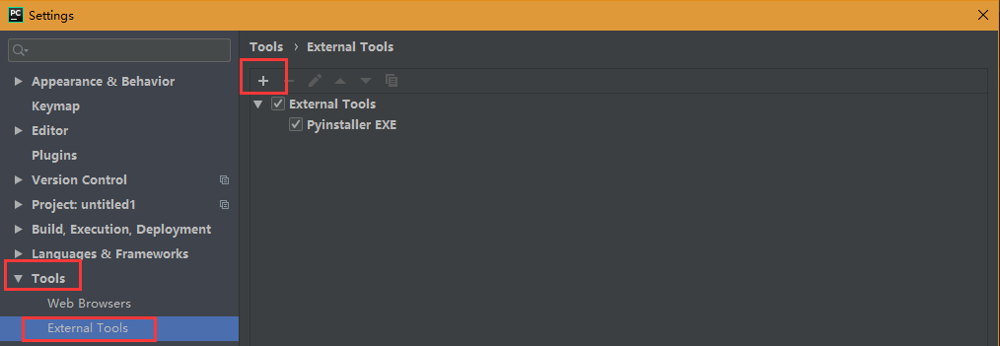 PC Settings
Tools › External Tools
Appearance & Behavior
Keymap
Editor
Plugins
Version Control
Project: untitled1
Build, Execution, Deployment
Languages & Frameworks
Tools
Web Browsers
External Tools
External Tools
Pyinstaller EXE